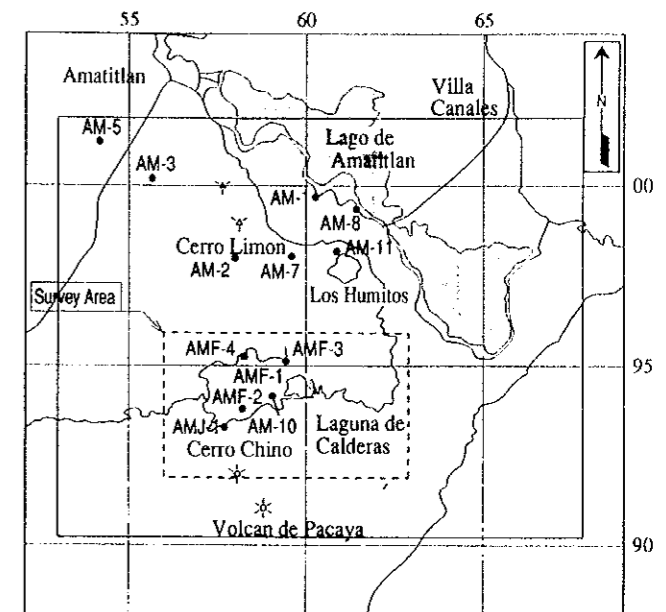 55 60 65
Amatitlan
Villa
Canales
N
AM-5
Lago de
Amatitlan
AM-3
00
AM-1
AM-8
Cerro Limon
AM-11
AM-2
AM-7
Survey Area
Los Humitos
AMF-4
AMF-3
95
AMF-1
AMF-2
Laguna de
Calderas
AMJ-1
AM-10
Cerro Chino
Volcan de Pacaya
90